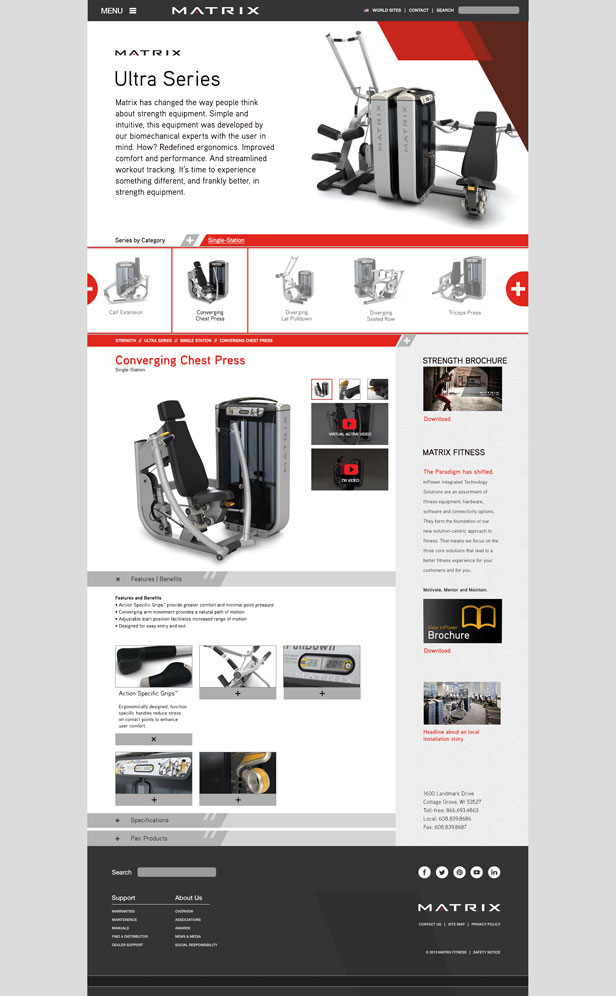 MENU
MATRIX
WORLD SITES | CONTACT | SEARCH
MATRIX
Ultra Series
Matrix has changed the way people think
about strength equipment. Simple and
intuitive, this equipment was developed by
our biomechanical experts with the user in
mind. How? Redefined ergonomics. Improved
comfort and performance. And streamlined
workout tracking. It's time to experience
something different, and frankly better, in
strength equipment.
MATRIX
MATRIX
Series by Category
Single-Station
Calf Extension
Converging
Chest Press
Diverging
Lat Pulldown
Diverging
Seated Row
Triceps Press
STRENGTH // ULTRA SERIES // SINGLE STATION // CONVERGING CHEST PRESS
Converging Chest Press
Single-Station
MATRIX
VIRTUAL ACTIVE VIDEO
7XI VIDEO
Features | Benefits
Features and Benefits
• Action Specific Grips™ provide greater comfort and minimal point pressure
• Converging arm movement provides a natural path of motion
• Adjustable start position facilitates increased range of motion
• Designed for easy entry and exit
Action Specific Grips™
Ergonomically designed, function
specific handles reduce stress
on contact points to enhance
user comfort.
Specifications
Pair Products
STRENGTH BROCHURE
MATRIX
Download
MATRIX FITNESS
The Paradigm has shifted.
mPower Integrated Technology
Solutions are an assortment of
fitness equipment, hardware,
software and connectivity options.
They form the foundation of our
new solution-centric approach to
fitness. That means we focus on the
three core solutions that lead to a
better fitness experience for your
customers and for you.
Motivate, Mentor and Maintain.
View mPower
Brochure
Download
Headline about an local
installation story.
1600 Landmark Drive
Cottage Grove, WI 53527
Toll-free: 866.693.4863
Local: 608.839.8686
Fax: 608.839.8687
Search
Support
WARRANTIES
MAINTENENCE
MANUALS
FIND A DISTRIBUTOR
DEALER SUPPORT
About Us
OVERVIEW
ASSOCIATIONS
AWARDS
NEWS & MEDIA
SOCIAL RESPONSIBILITY
MATRIX
CONTACT US | SITE MAP | PRIVACY POLICY
© 2013 MATRIX FITNESS | SAFETY NOTICE